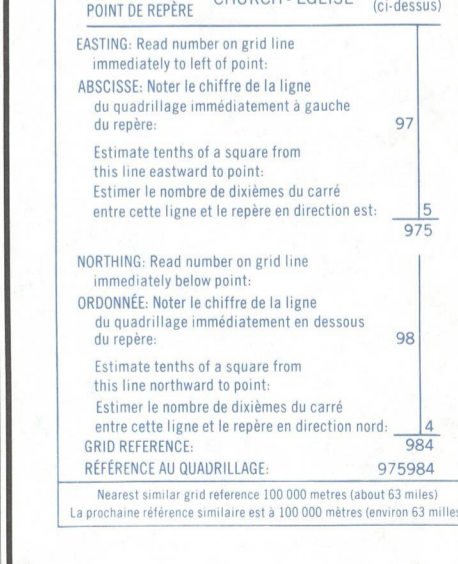 CHURCH - ÉGLISE
POINT DE REPÈRE (ci-dessus)
EASTING: Read number on grid line
immediately to left of point:
ABSCISSE: Noter le chiffre de la ligne
du quadrillage immédiatement à gauche
du repère: 97
Estimate tenths of a square from
this line eastward to point:
Estimer le nombre de dixièmes du carré
entre cette ligne et le repère en direction est: 5
975
NORTHING: Read number on grid line
immediately below point:
ORDONNÉE: Noter le chiffre de la ligne
du quadrillage immédiatement en dessous
du repère: 98
Estimate tenths of a square from
this line northward to point:
Estimer le nombre de dixièmes du carré
entre cette ligne et le repère en direction nord: 4
GRID REFERENCE: 984
RÉFÉRENCE AU QUADRILLAGE: 975984
Nearest similar grid reference 100 000 metres (about 63 miles)
La prochaine référence similaire est à 100 000 mètres (environ 63 milles